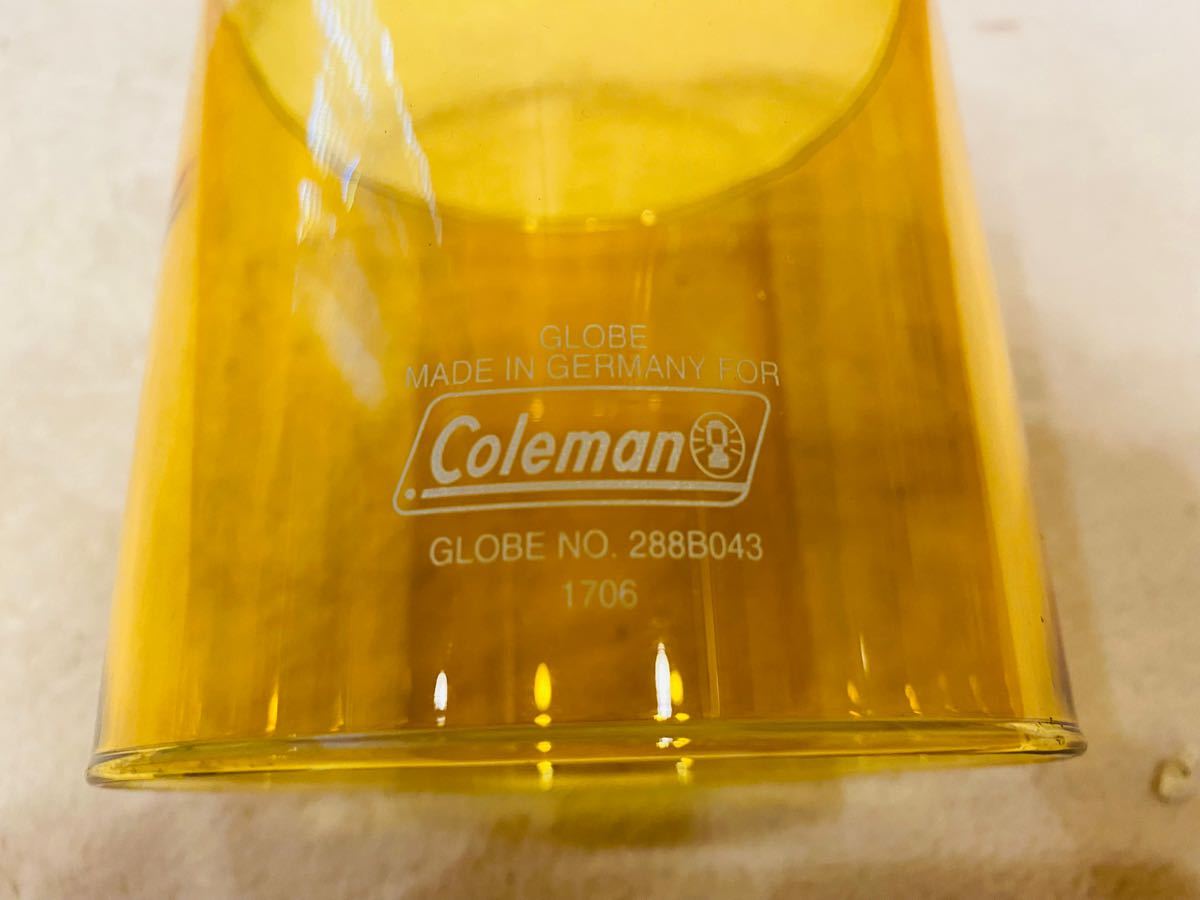 GLOBE
MADE IN GERMANY FOR
Coleman
GLOBE NO. 288B043
1706